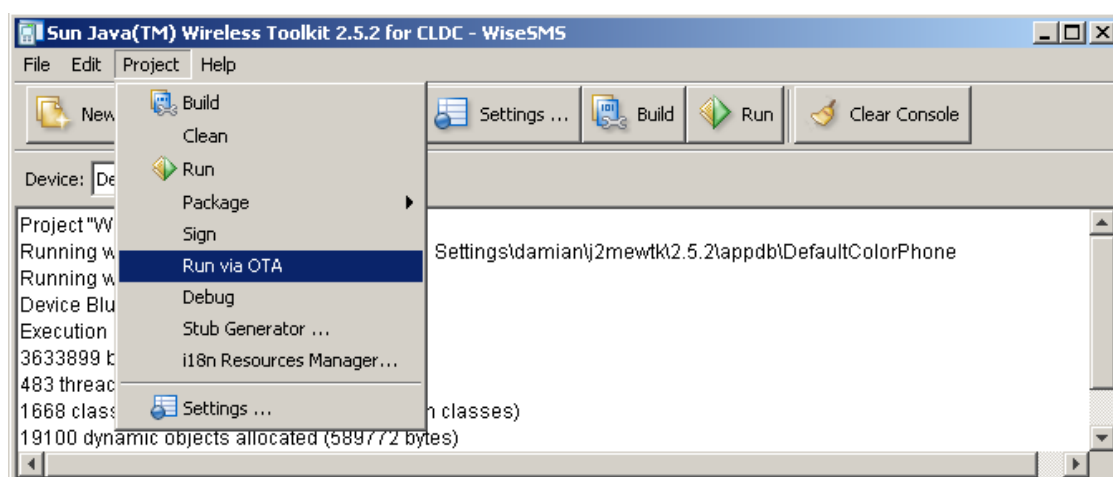 Sun Java(TM) Wireless Toolkit 2.5.2 for CLDC - WiseSMS
File Edit Project Help
New Settings ... Build Run Clear Console
Build
Clean
Run
Package
Sign
Run via OTA
Debug
Stub Generator ...
i18n Resources Manager...
Settings ...
Device: De
Project "W
Running w Settings\damian\j2mewtk\2.5.2\appdb\DefaultColorPhone
Running w
Device Blu
Execution
3633899 b
483 threac
1668 class n classes)
19100 dynamic objects allocated (589772 bytes)